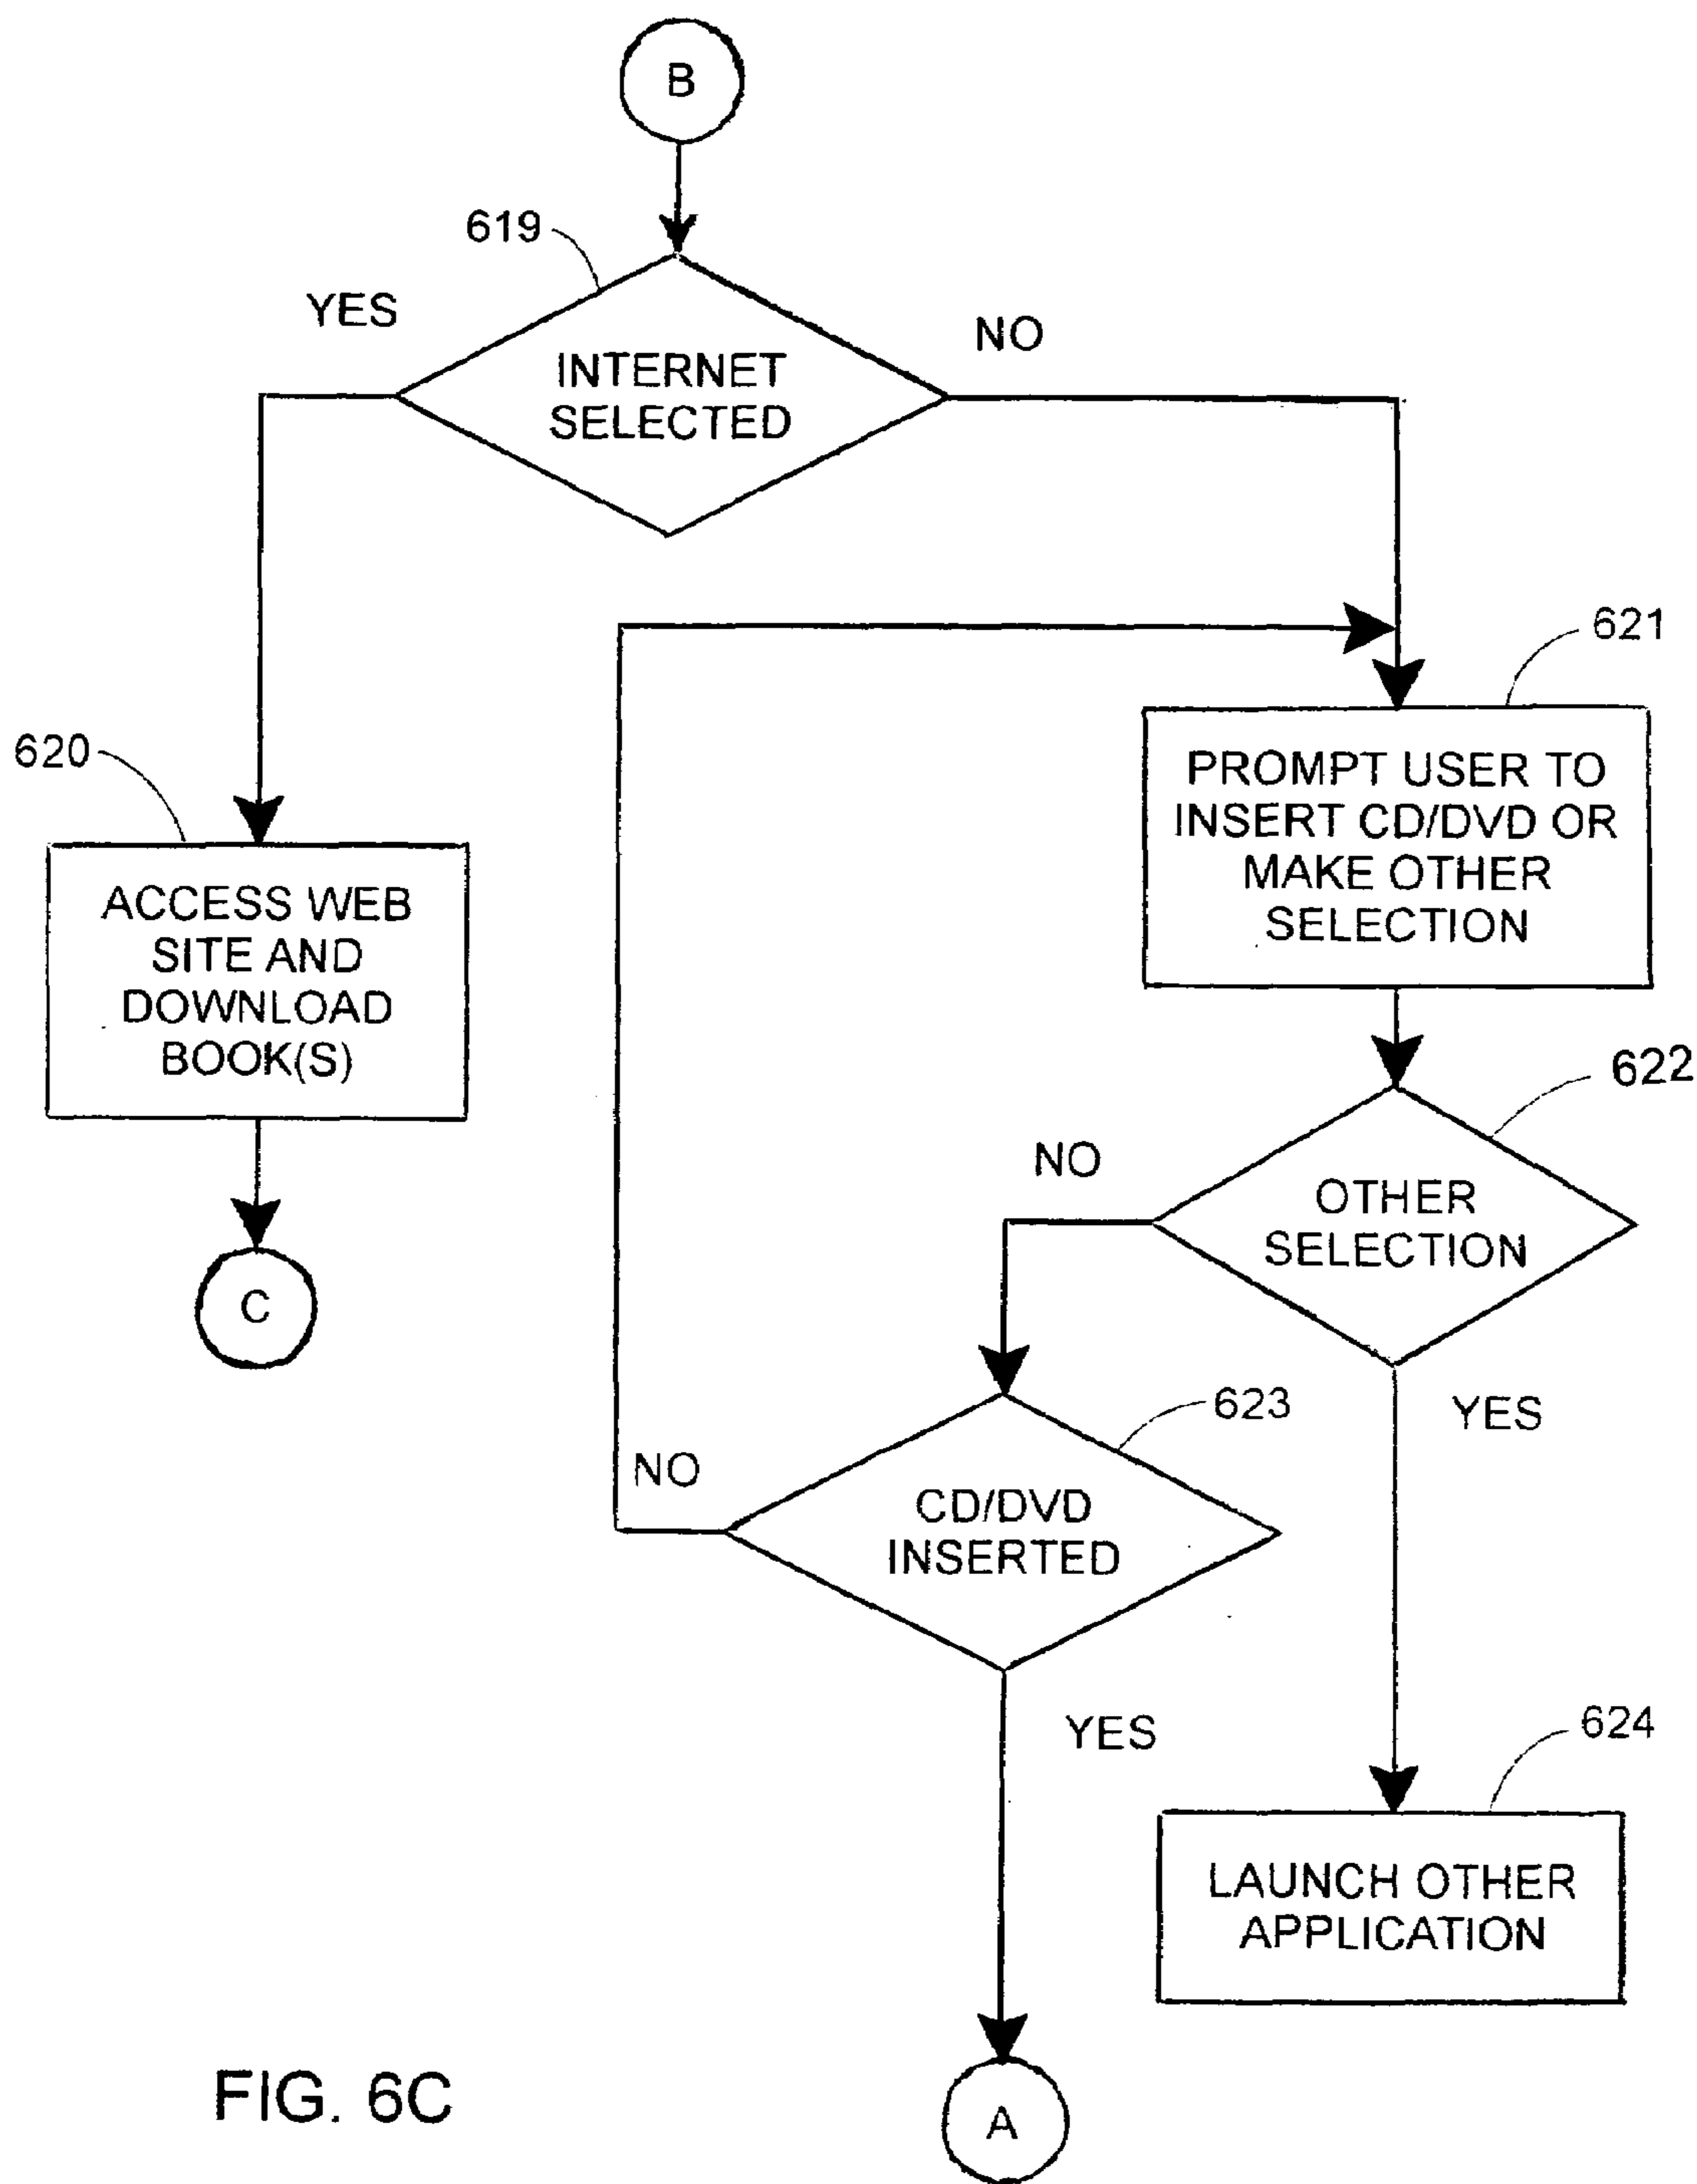 B
619
YES
NO
INTERNET
SELECTED
621
620
PROMPT USER TO
INSERT CD/DVD OR
MAKE OTHER
SELECTION
ACCESS WEB
SITE AND
DOWNLOAD
BOOK(S)
622
NO
OTHER
SELECTION
C
623
YES
NO
CD/DVD
INSERTED
YES
624
LAUNCH OTHER
APPLICATION
FIG. 6C
A